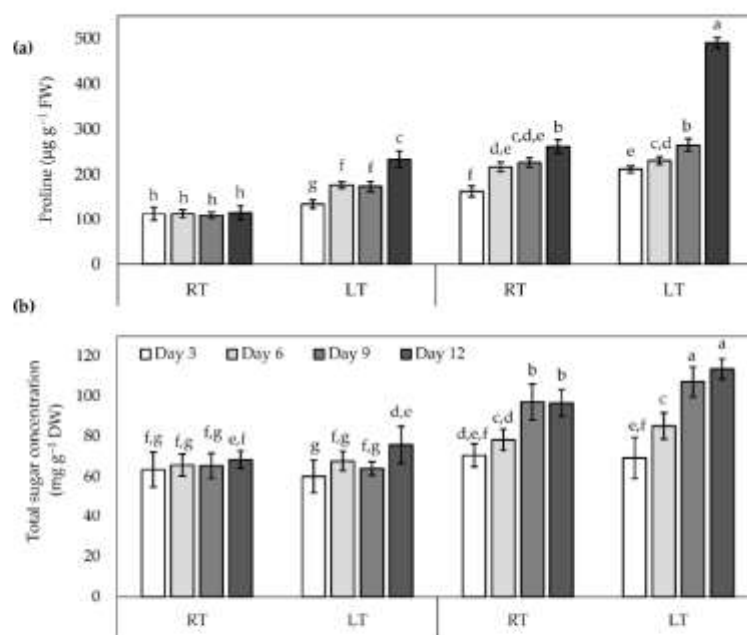 (a)
Proline (µg g⁻¹ FW)
500
400
300
200
100
0
h h h h
g f f c
f d,e c,d,e b
e c,d b a
RT LT RT LT
(b)
Total sugar concentration
(mg g⁻¹ DW)
120
100
80
60
40
20
0
Day 3 Day 6 Day 9 Day 12
f,g f,g f,g e,f
g f,g f,g d,e
d,e,f c,d b b
e,f c a a
RT LT RT LT